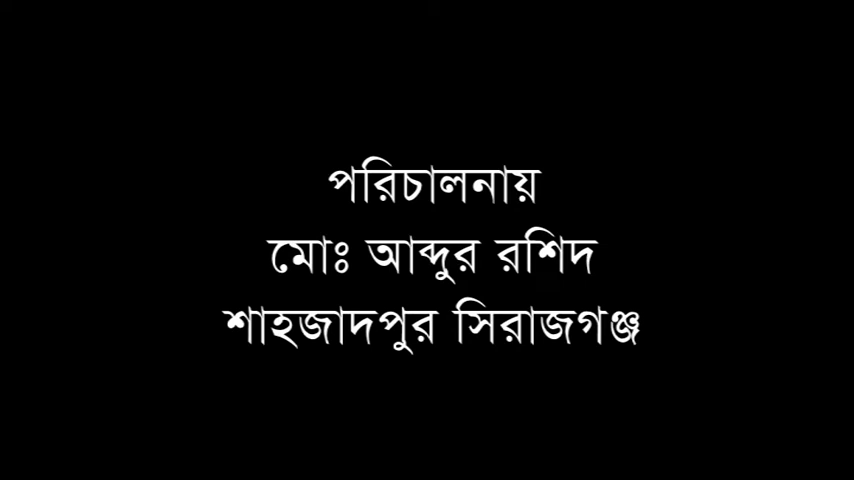 পরিচালনায়
মোঃ আব্দুর রশিদ
শাহজাদপুর সিরাজগঞ্জ